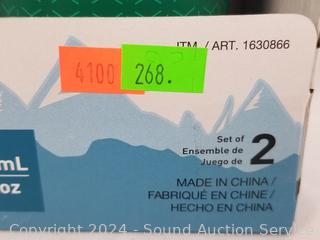 ITM. / ART. 1630866
4100
268.
Set of
Ensemble de
Juego de
2
mL
oz
MADE IN CHINA /
FABRIQUÉ EN CHINE /
HECHO EN CHINA
Copyright 2024 - Sound Auction Service